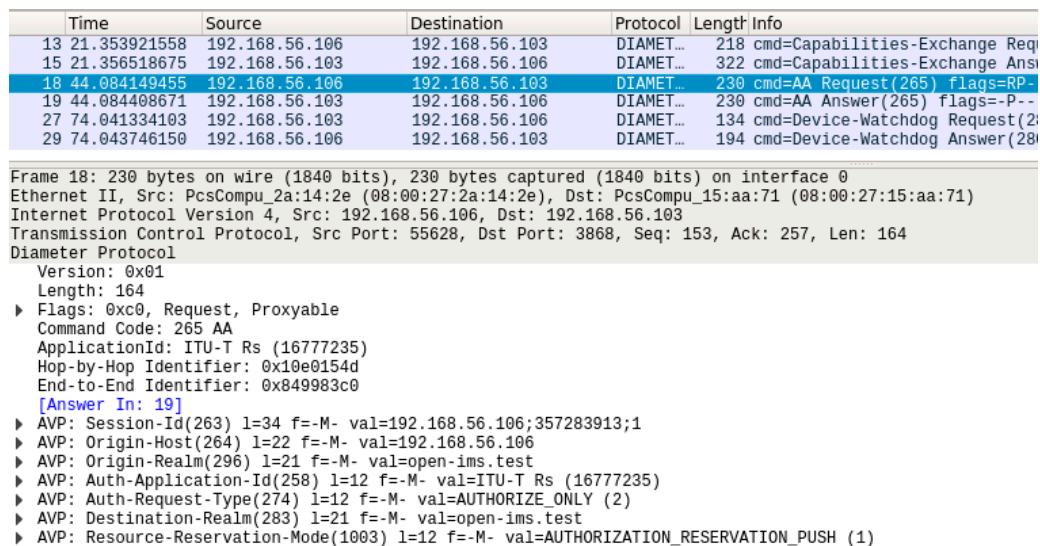 Time Source Destination Protocol Length Info
13 21.353921558 192.168.56.106 192.168.56.103 DIAMET… 218 cmd=Capabilities-Exchange
15 21.356518675 192.168.56.103 192.168.56.106 DIAMET… 322 cmd=Capabilities-Exchange
18 44.084149455 192.168.56.106 192.168.56.103 DIAMET… 230 cmd=AA Request(265) flags=RP-
19 44.084408671 192.168.56.103 192.168.56.106 DIAMET… 230 cmd=AA Answer(265) flags=-P--
27 74.041334103 192.168.56.106 192.168.56.103 DIAMET… 134 cmd=Device-Watchdog Request(28
29 74.043746150 192.168.56.106 192.168.56.103 DIAMET… 194 cmd=Device-Watchdog Answer(28
Frame 18: 230 bytes on wire (1840 bits), 230 bytes captured (1840 bits) on interface 0
Ethernet II, Src: PcsCompu_2a:14:2e (08:00:27:2a:14:2e), Dst: PcsCompu_15:aa:71 (08:00:27:15:aa:71)
Internet Protocol Version 4, Src: 192.168.56.106, Dst: 192.168.56.103
Transmission Control Protocol, Src Port: 55628, Dst Port: 3868, Seq: 153, Ack: 257, Len: 164
Diameter Protocol
Version: 0x01
Length: 164
Flags: 0xc0, Request, Proxyable
Command Code: 265 AA
ApplicationId: ITU-T Rs (16777235)
Hop-by-Hop Identifier: 0x10e0154d
End-to-End Identifier: 0x849983c0
[Answer In: 19]
AVP: Session-Id(263) l=34 f=-M- val=192.168.56.106;357283913;1
AVP: Origin-Host(264) l=22 f=-M- val=192.168.56.106
AVP: Origin-Realm(296) l=21 f=-M- val=open-ims.test
AVP: Auth-Application-Id(258) l=12 f=-M- val=ITU-T Rs (16777235)
AVP: Auth-Request-Type(274) l=12 f=-M- val=AUTHORIZE_ONLY (2)
AVP: Destination-Realm(283) l=21 f=-M- val=open-ims.test
AVP: Resource-Reservation-Mode(1003) l=12 f=-M- val=AUTHORIZATION_RESERVATION_PUSH (1)